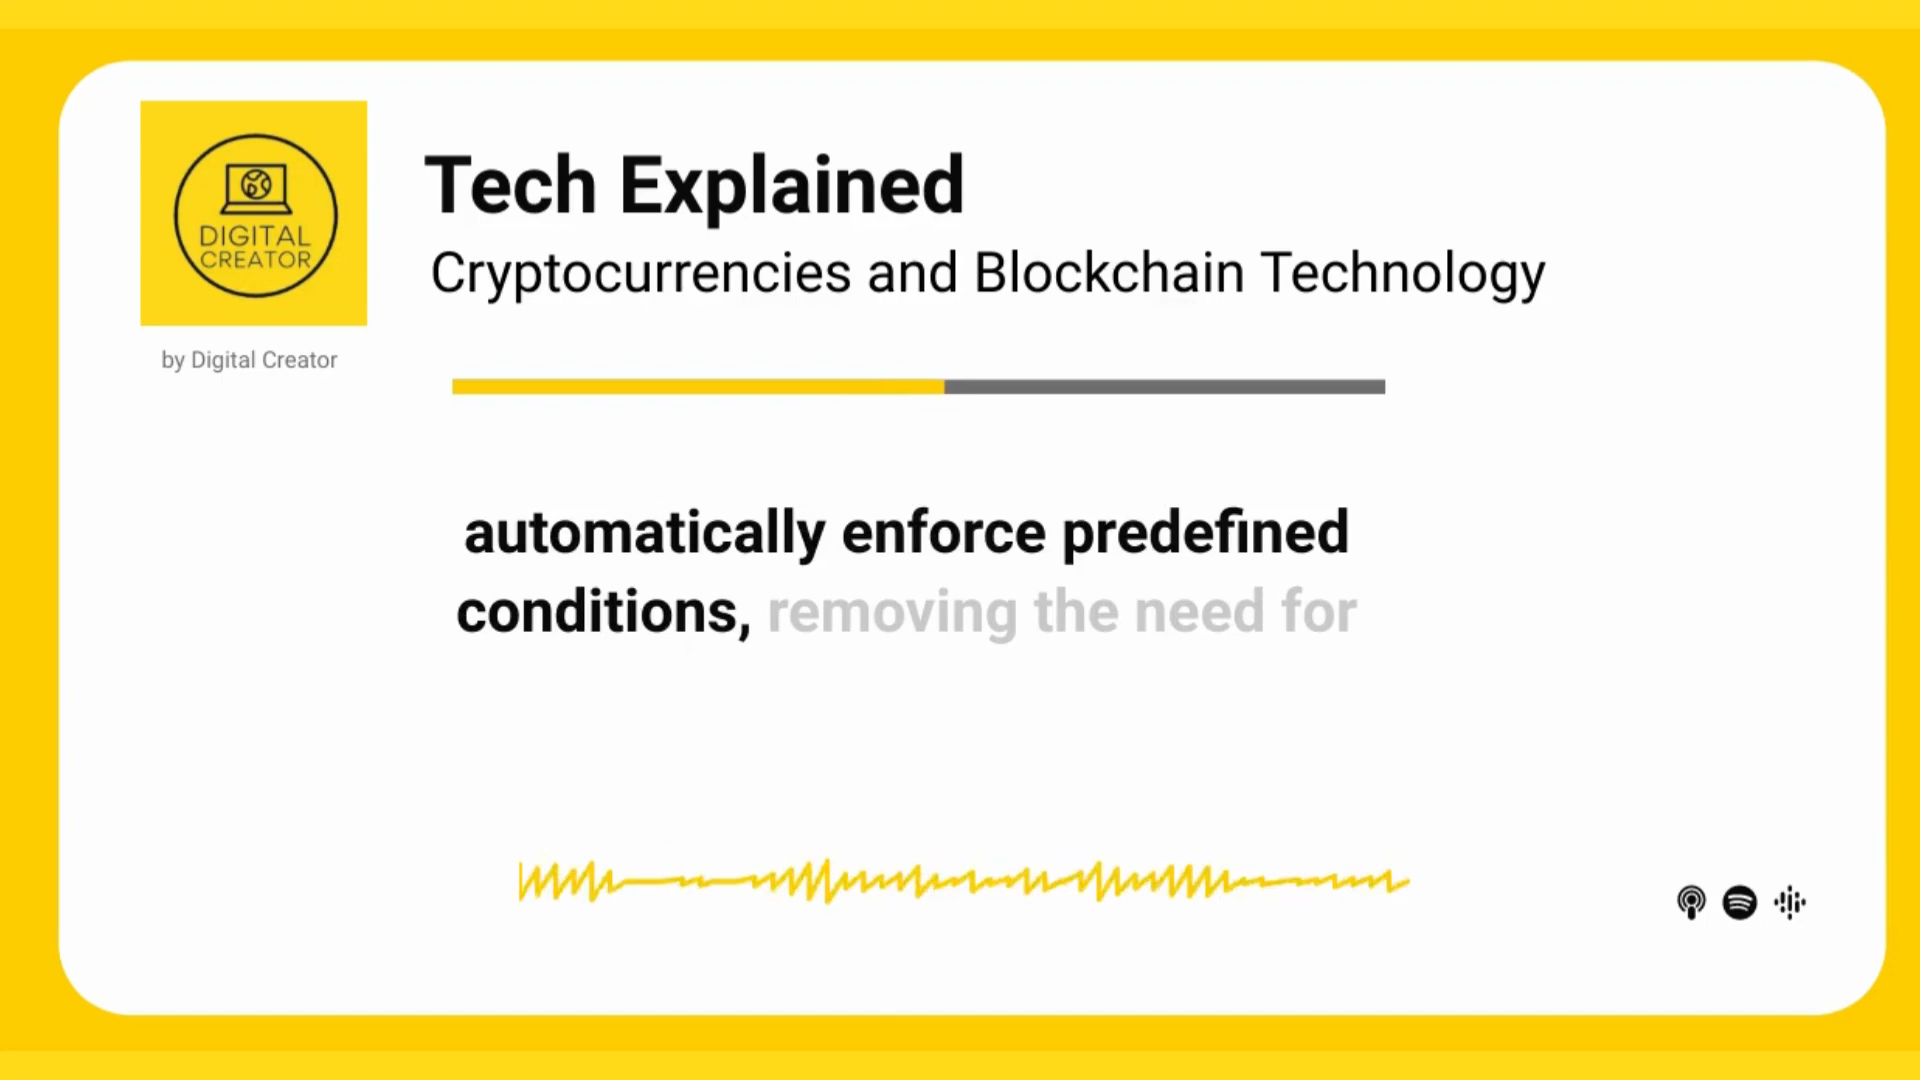 DIGITAL
CREATOR
by Digital Creator
Tech Explained
Cryptocurrencies and Blockchain Technology
automatically enforce predefined
conditions, removing the need for